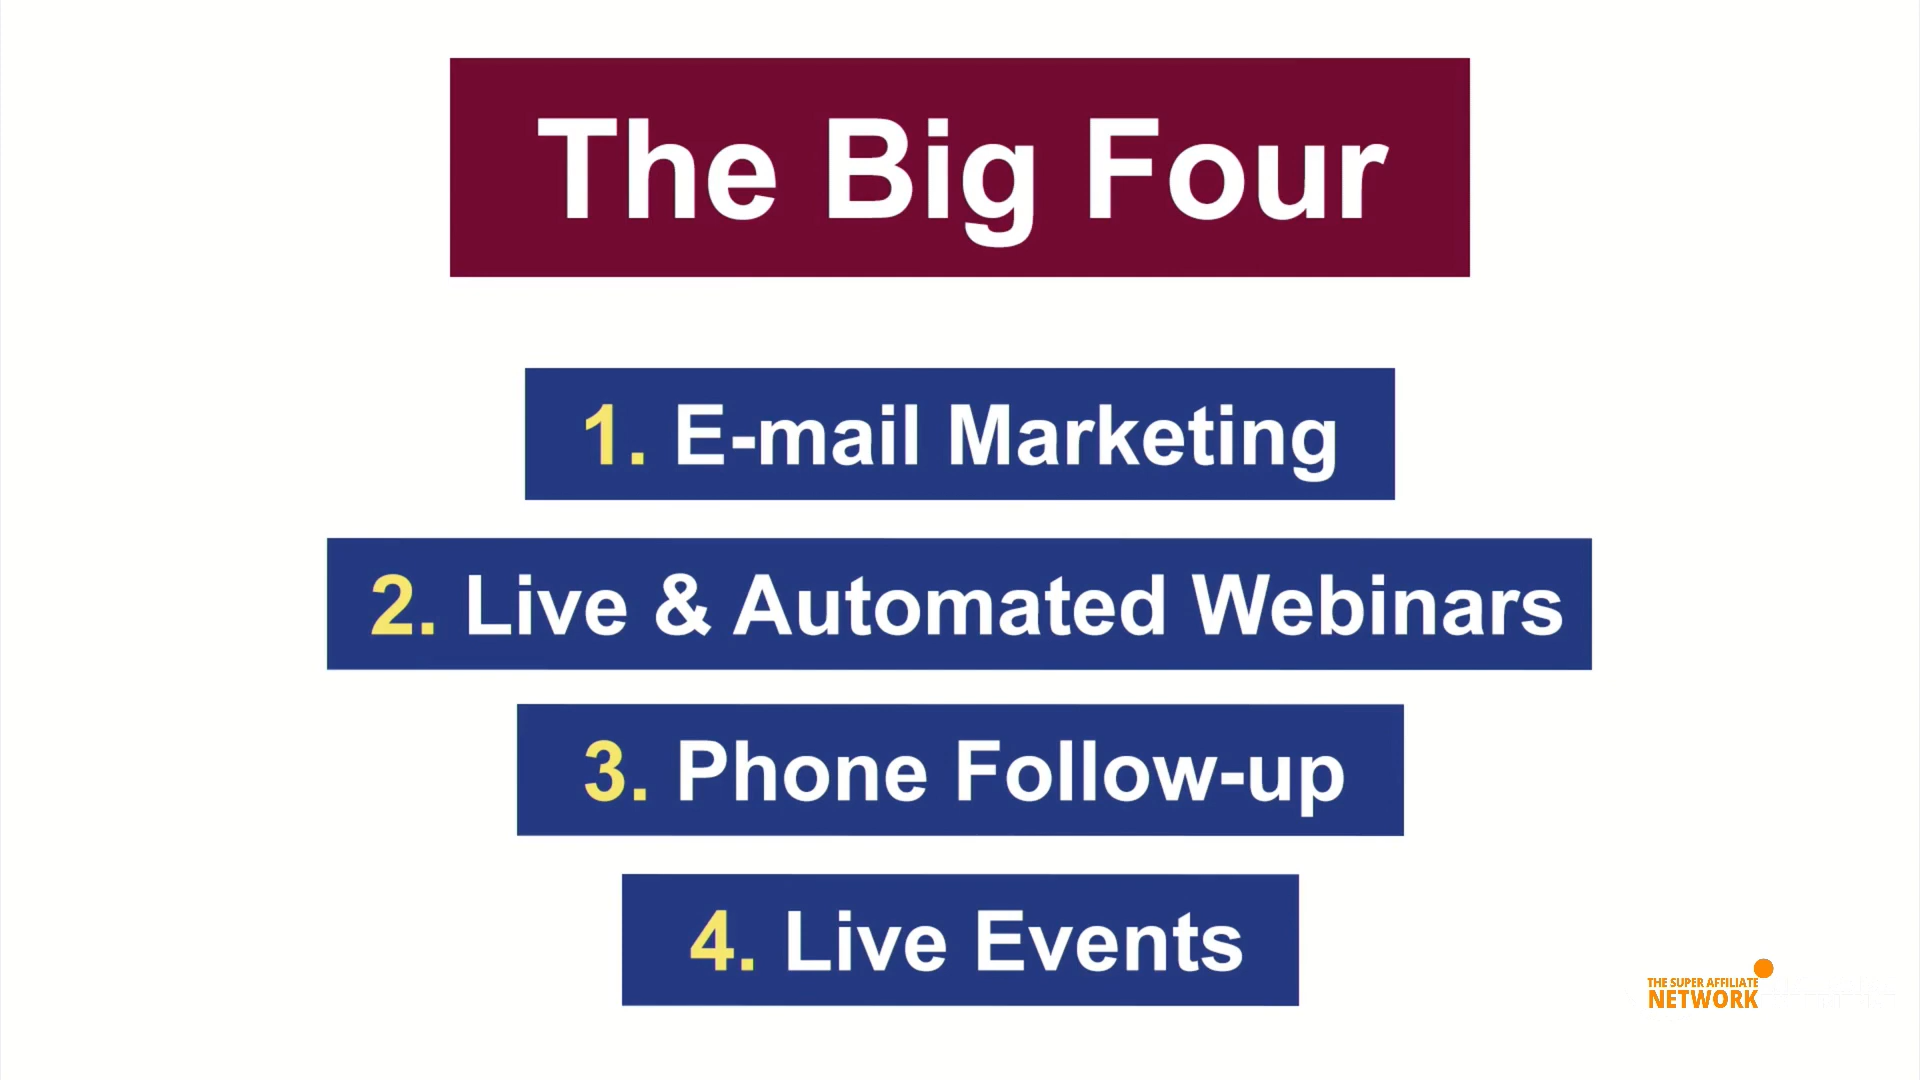 The Big Four
1. E-mail Marketing
2. Live & Automated Webinars
3. Phone Follow-up
4. Live Events
THE SUPER AFFILIATE
NETWORK